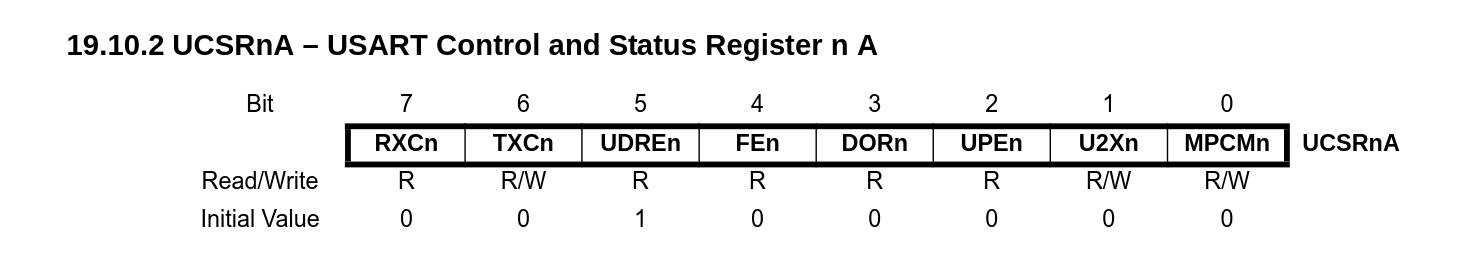 19.10.2 UCSRnA – USART Control and Status Register n A
Bit 7 6 5 4 3 2 1 0
RXCn TXCn UDREn FEn DORn UPEn U2Xn MPCMn UCSRnA
Read/Write R R/W R R R R R/W R/W
Initial Value 0 0 1 0 0 0 0 0